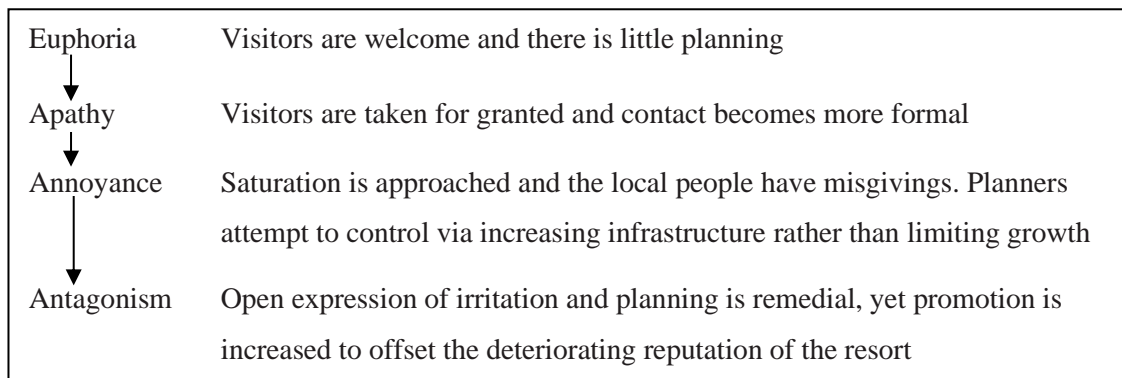 Euphoria Visitors are welcome and there is little planning
Apathy Visitors are taken for granted and contact becomes more formal
Annoyance Saturation is approached and the local people have misgivings. Planners
attempt to control via increasing infrastructure rather than limiting growth
Antagonism Open expression of irritation and planning is remedial, yet promotion is
increased to offset the deteriorating reputation of the resort